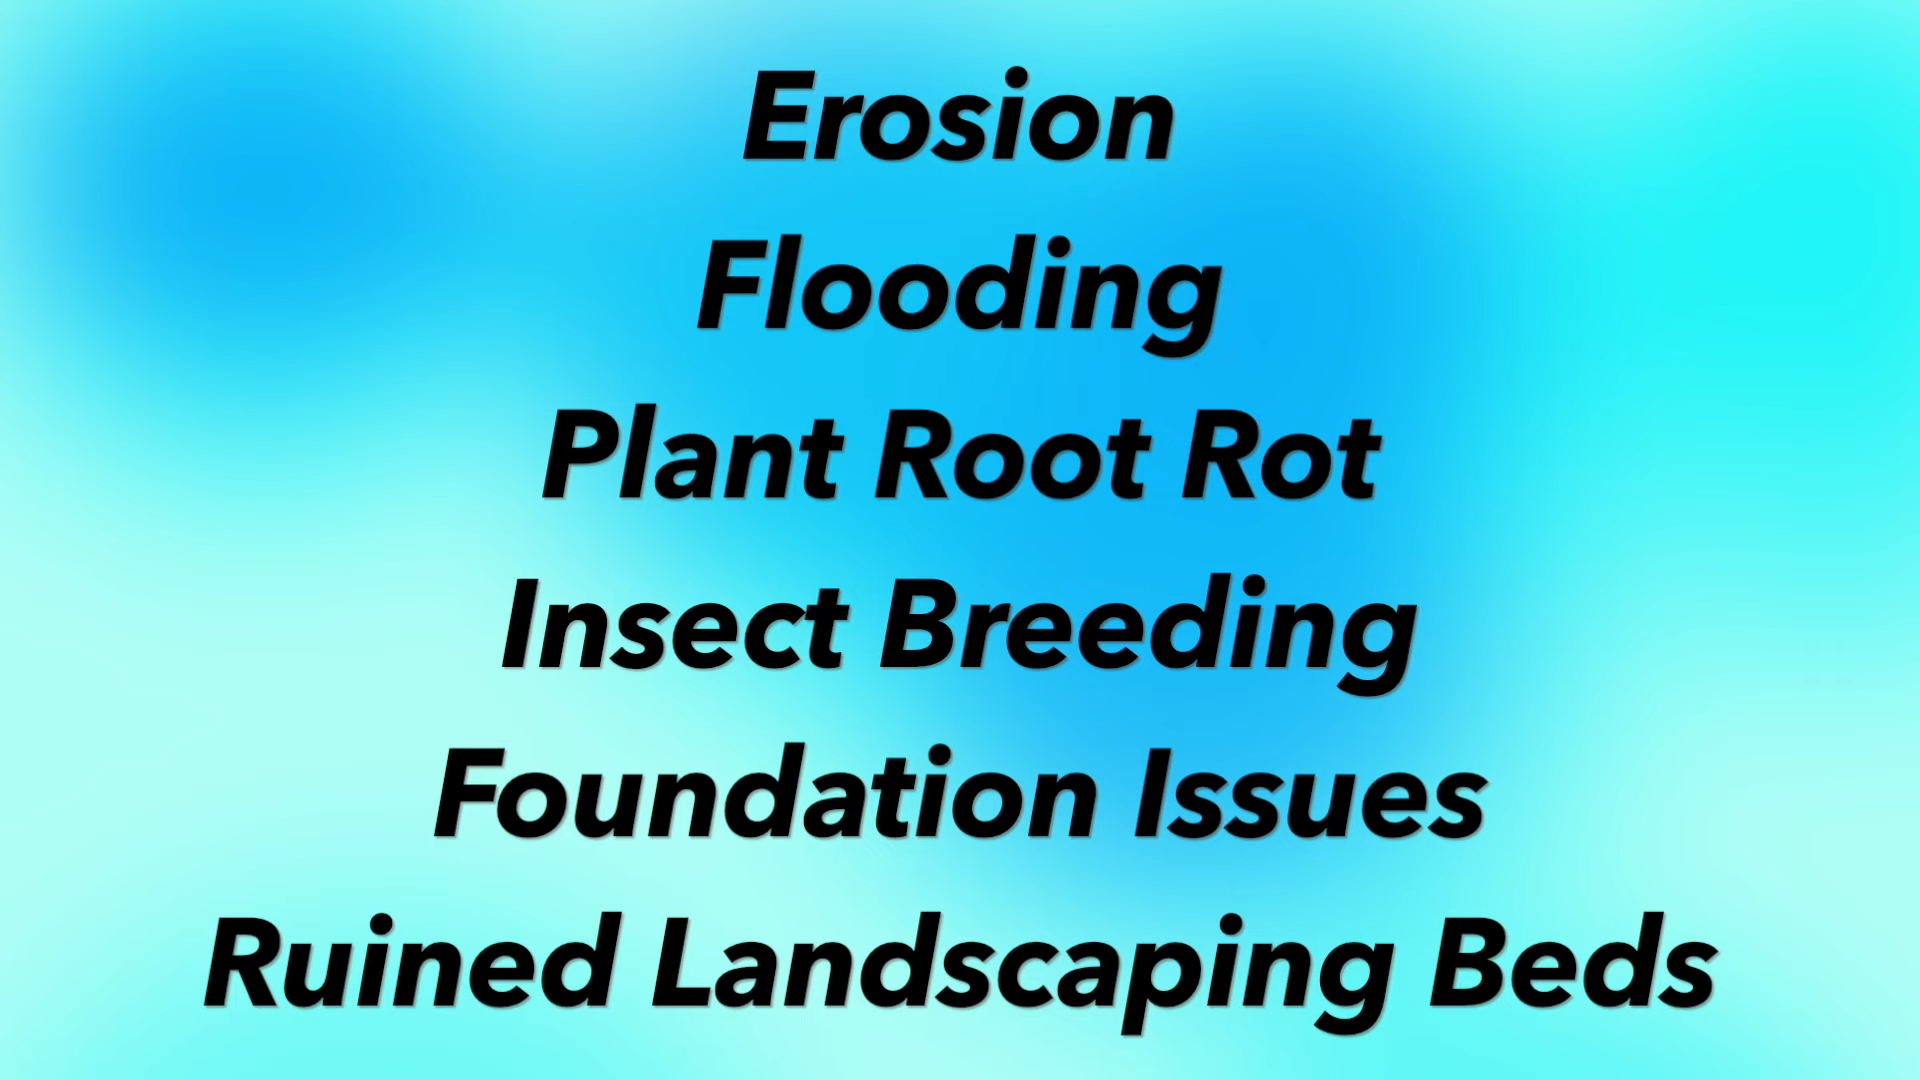 Erosion
Flooding
Plant Root Rot
Insect Breeding
Foundation Issues
Ruined Landscaping Beds